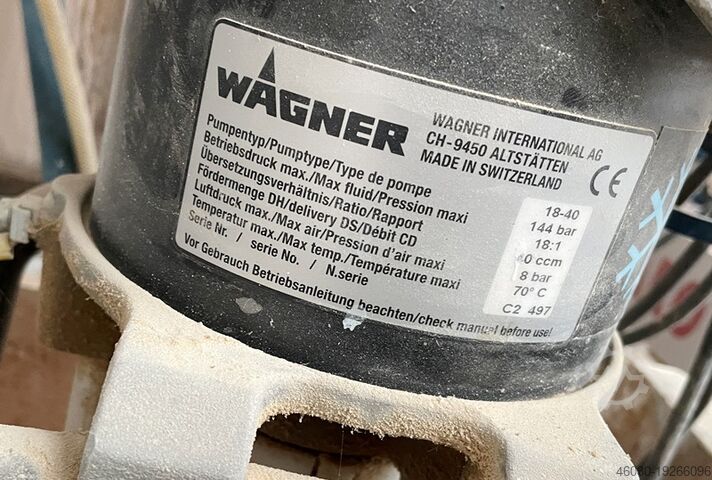 WAGNER
WAGNER INTERNATIONAL AG
CH-9450 ALTSTÄTTEN
MADE IN SWITZERLAND
CE
Pumpentyp/Pumptype/Type de pompe 18-40
Betriebsdruck max./Max fluid/Pression maxi 144 bar
Übersetzungsverhältnis/Ratio/Rapport 18:1
Fördermenge DH/delivery DS/Débit CD 40 ccm
Luftdruck max./Max air/Pression d'air maxi 8 bar
Temperatur max./Max temp./Température maxi 70° C
Serie Nr. / serie No. / N.serie C2 497
Vor Gebrauch Betriebsanleitung beachten/check manual before use!
46080-19266096